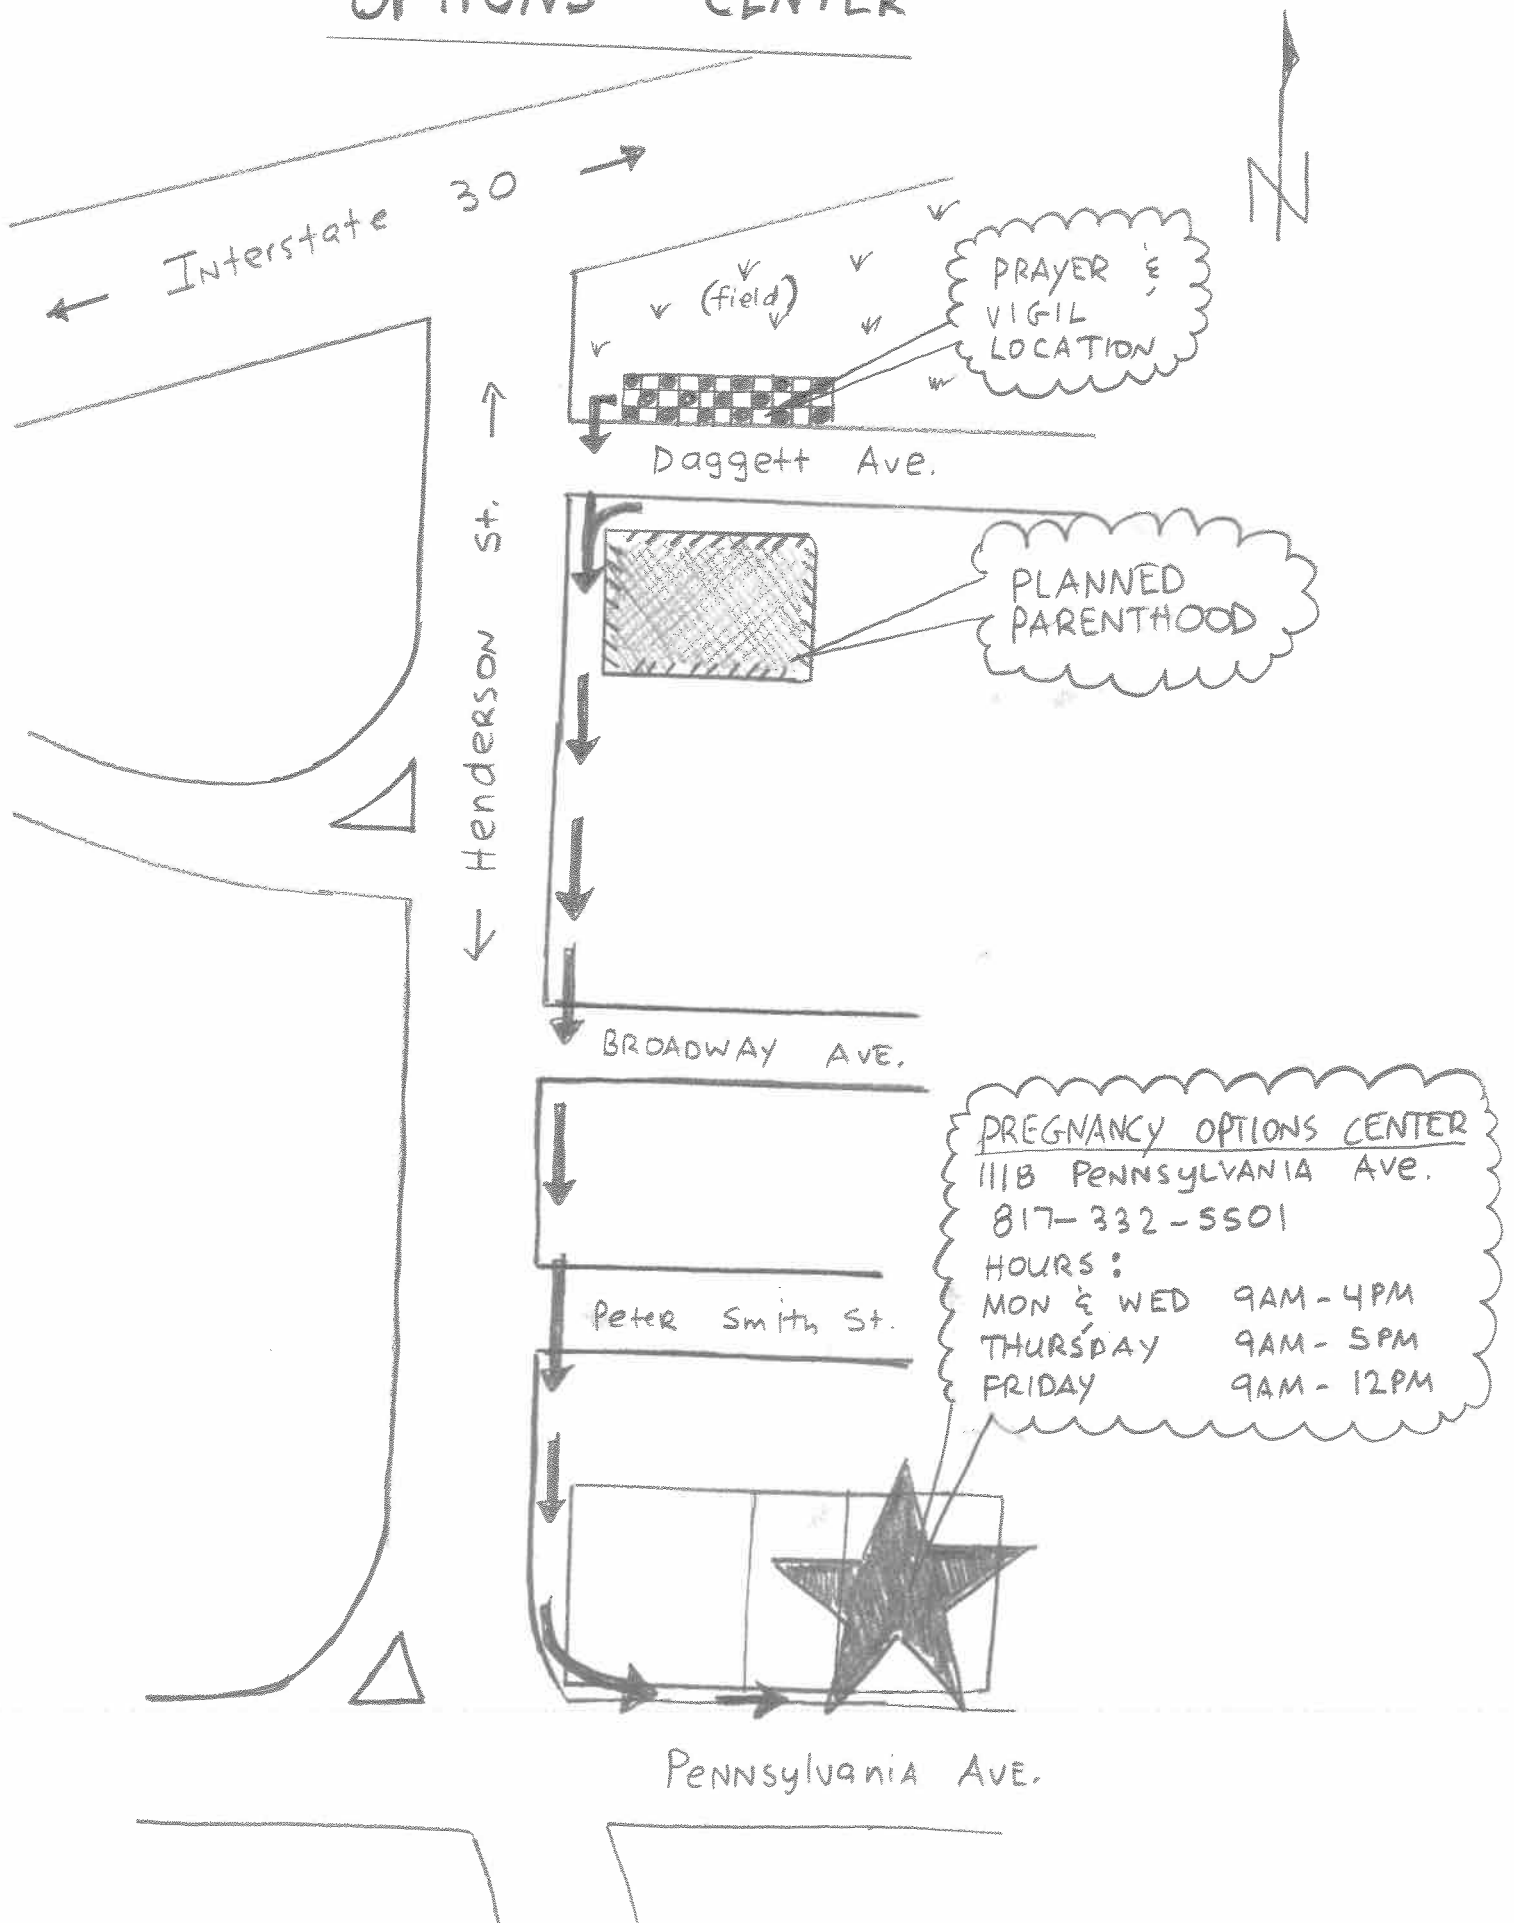 OPTIONS CENTER
Interstate 30
N
(field)
PRAYER &
VIGIL
LOCATION
Daggett Ave.
Henderson St.
PLANNED
PARENTHOOD
BROADWAY AVE.
PREGNANCY OPTIONS CENTER
111B PENNSYLVANIA AVE.
817-332-5501
HOURS:
MON & WED 9AM-4PM
THURSDAY 9AM-5PM
FRIDAY 9AM-12PM
Peter Smith St.
Pennsylvania Ave.